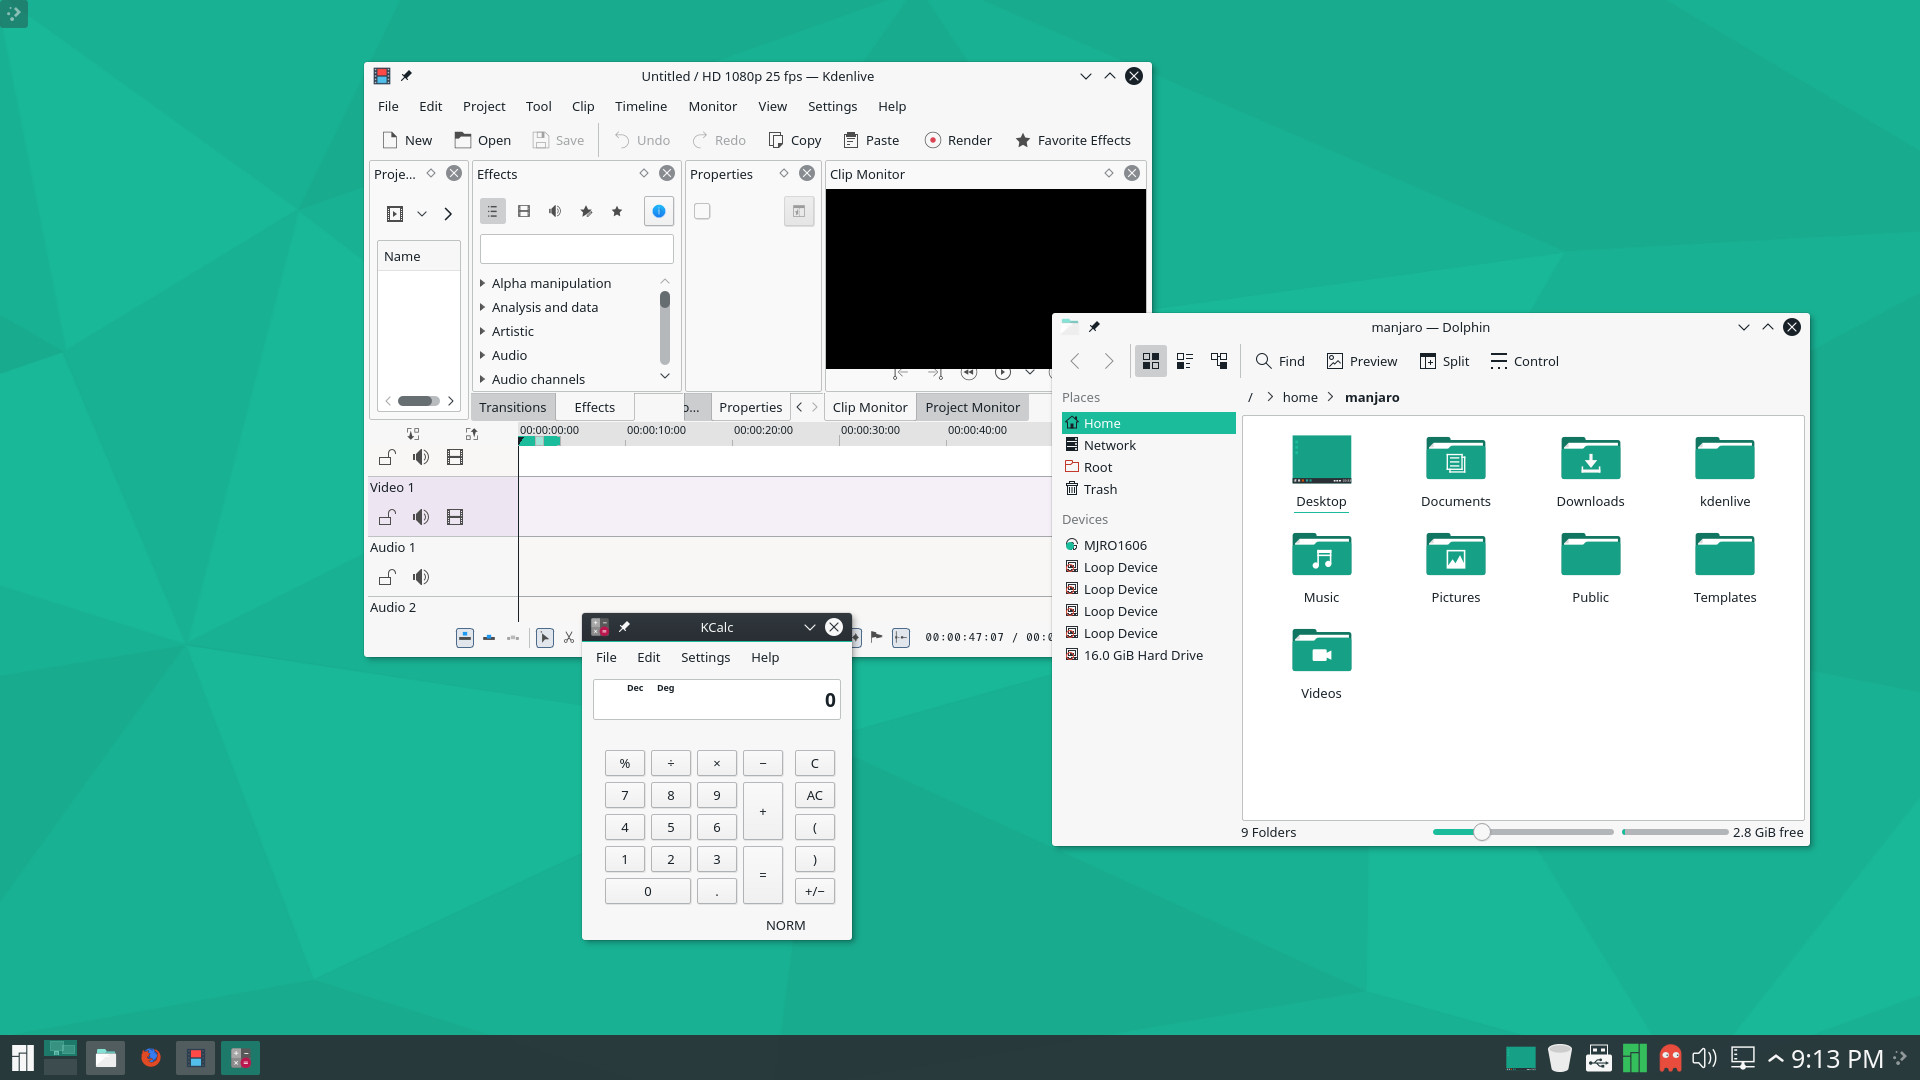 Untitled / HD 1080p 25 fps — Kdenlive
File Edit Project Tool Clip Timeline Monitor View Settings Help
New Open Save Undo Redo Copy Paste Render Favorite Effects
Proje... Effects Properties Clip Monitor
Name
Alpha manipulation
Analysis and data
Artistic
Audio
Audio channels
Transitions Effects o... Properties Clip Monitor Project Monitor
00:00:00:00 00:00:10:00 00:00:20:00 00:00:30:00 00:00:40:00
Video 1
Audio 1
Audio 2
00:00:47:07 / 00:0
manjaro — Dolphin
Find Preview Split Control
Places
/ > home > manjaro
Home
Network
Root
Trash
Devices
MJRO1606
Loop Device
Loop Device
Loop Device
Loop Device
16.0 GiB Hard Drive
Desktop Documents Downloads kdenlive
Music Pictures Public Templates
Videos
9 Folders 2.8 GiB free
KCalc
File Edit Settings Help
Dec Deg
0
% ÷ × − C
7 8 9 AC
+
4 5 6 (
1 2 3 )
=
0 . +/−
NORM
9:13 PM